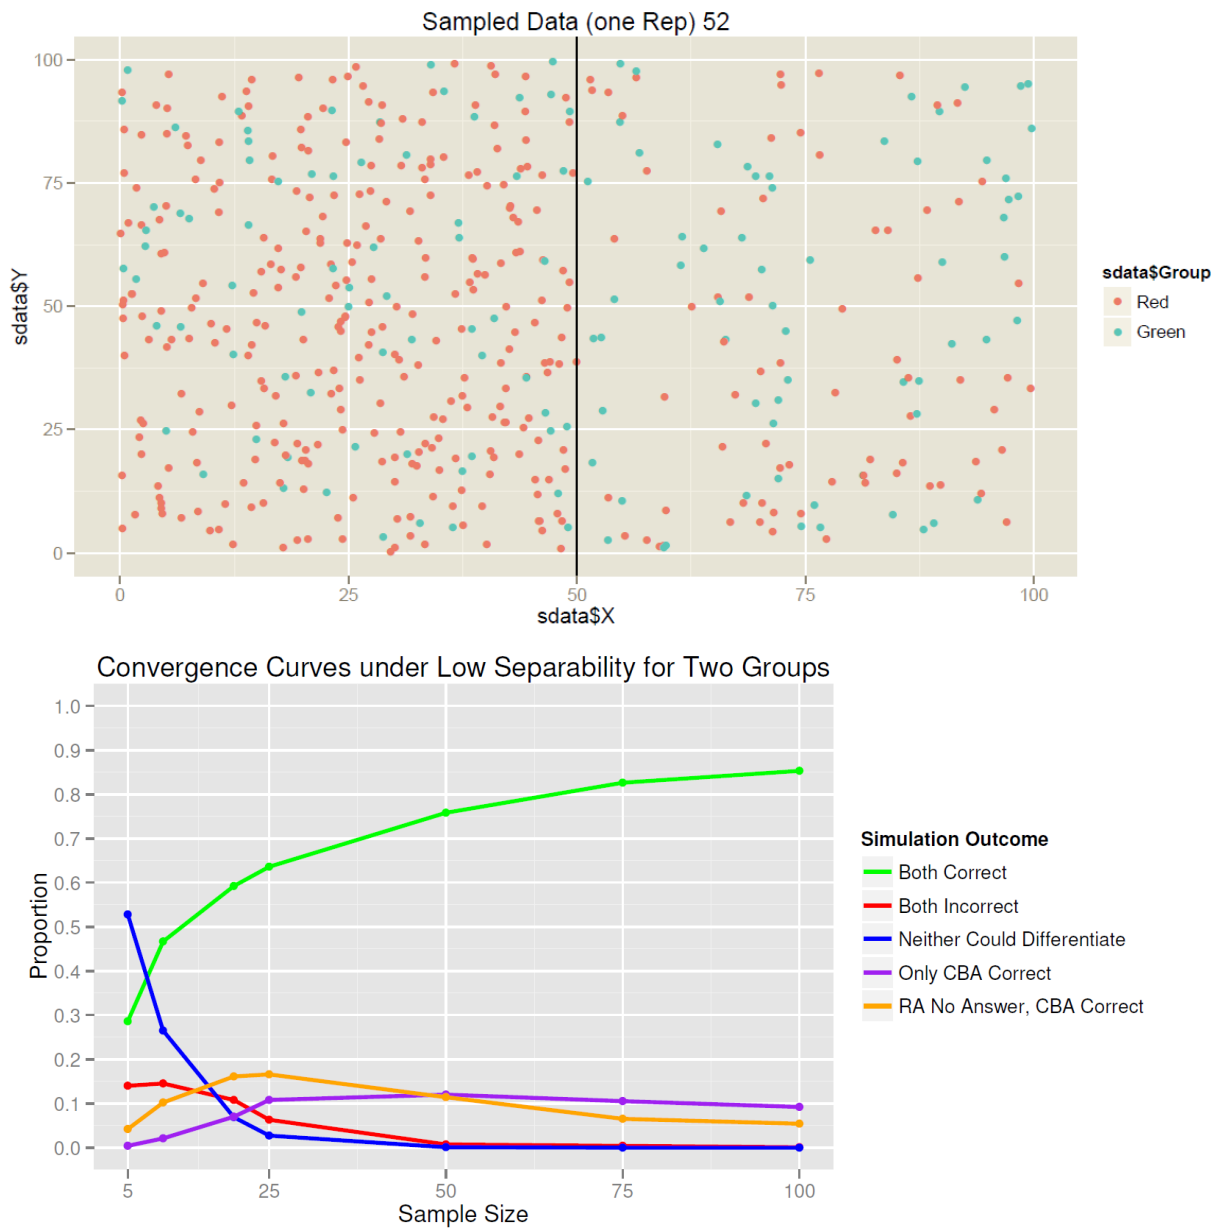 Sampled Data (one Rep) 52
100
75
50
25
0
sdata$Y
0 25 50 75 100
sdata$X
sdata$Group
Red
Green
Convergence Curves under Low Separability for Two Groups
1.0
0.9
0.8
0.7
0.6
0.5
0.4
0.3
0.2
0.1
0.0
Proportion
5 25 50 75 100
Sample Size
Simulation Outcome
Both Correct
Both Incorrect
Neither Could Differentiate
Only CBA Correct
RA No Answer, CBA Correct